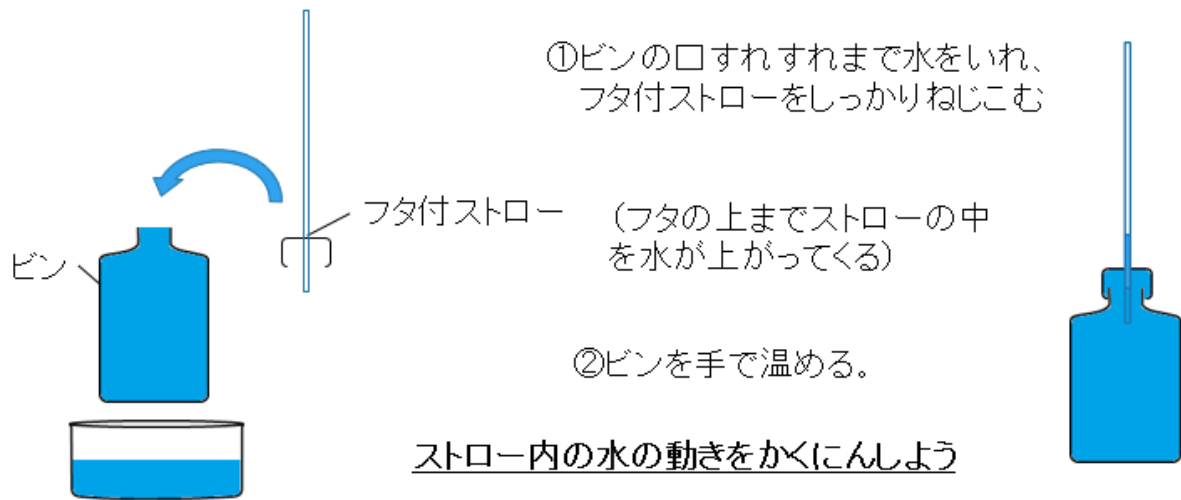 ①ビンの口すれすれまで水をいれ、
フタ付ストローをしっかりねじこむ
フタ付ストロー
(フタの上までストローの中
を水が上がってくる)
ビン
②ビンを手で温める。
ストロー内の水の動きをかくにんしよう